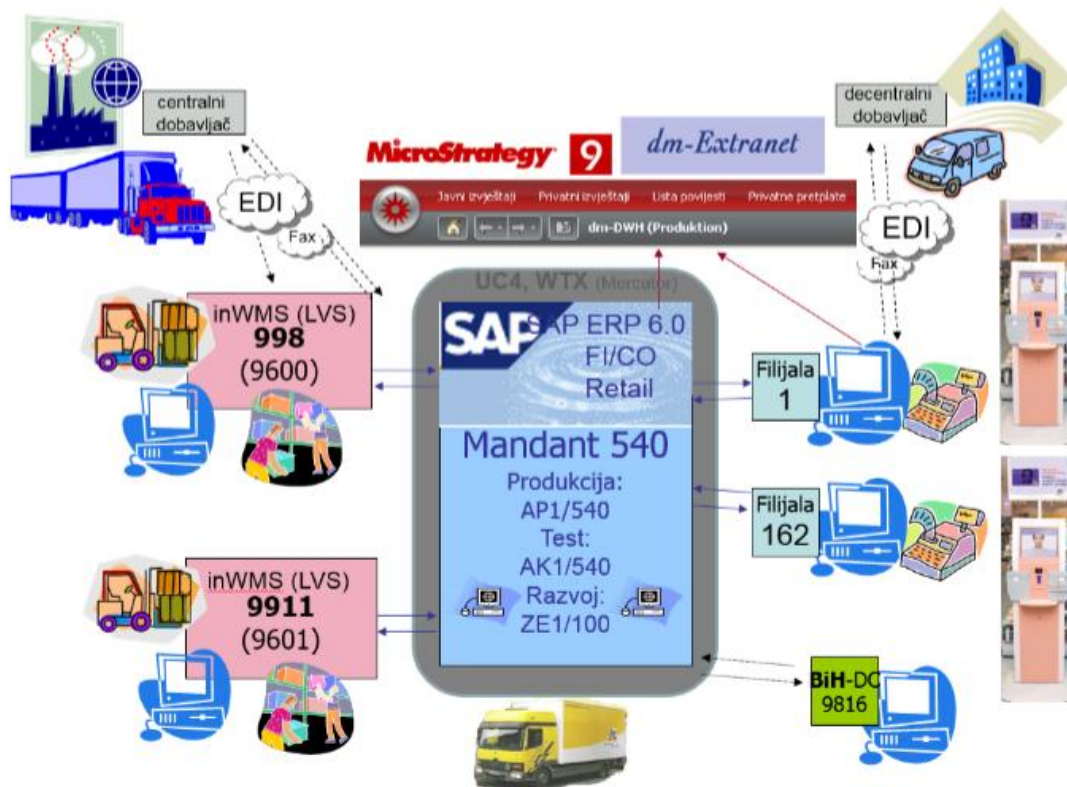 centralni
dobavljač
decentralni
dobavljač
MicroStrategy 9
dm-Extranet
EDI
Fax
EDI
Fax
Javni izvještaji
Privatni izvještaji
Lista povijesti
Privatne pretplate
dm-DWH (Produktion)
UC4, WTX (Mercator)
inWMS (LVS)
998
(9600)
SAP
SAP ERP 6.0
FI/CO
Retail
Filijala
1
Mandant 540
Produkcija:
AP1/540
Test:
AK1/540
Razvoj:
ZE1/100
Filijala
162
inWMS (LVS)
9911
(9601)
BiH-DC
9816